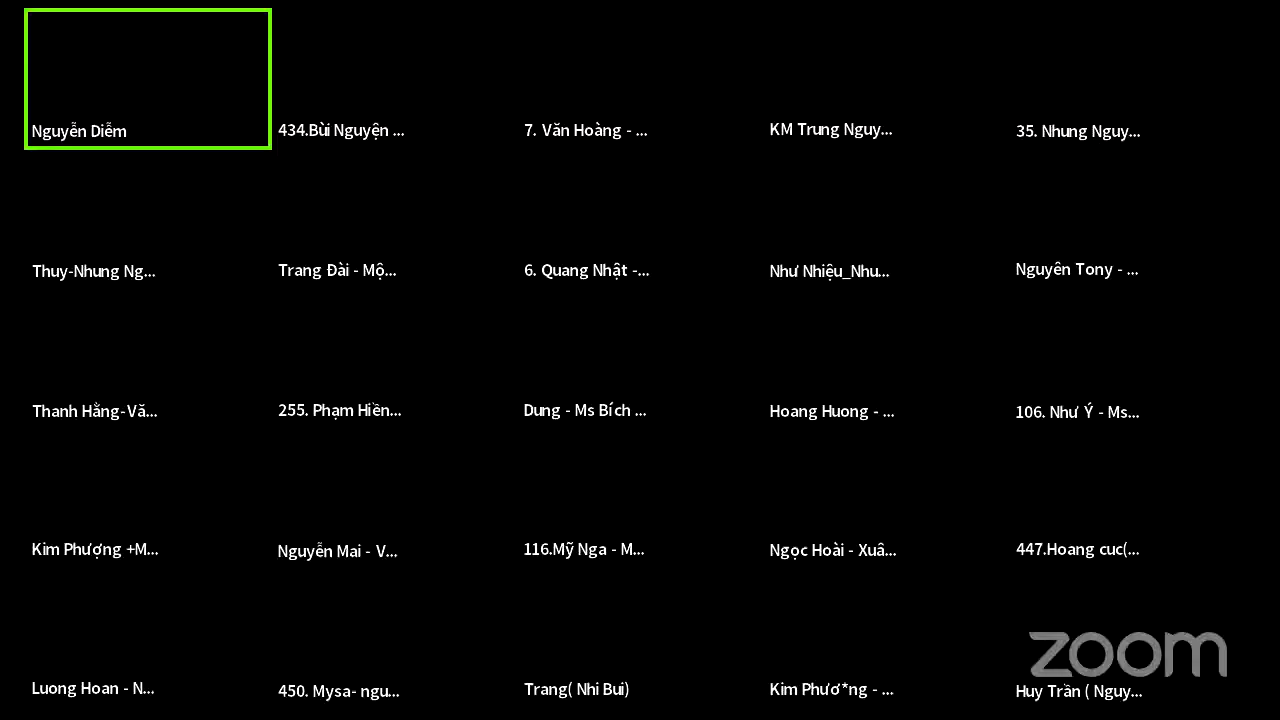 Nguyễn Diễm
434.Bùi Nguyện ...
7. Văn Hoàng - ...
KM Trung Nguy...
35. Nhung Nguy...
Thuy-Nhung Ng...
Trang Đài - Mộ...
6. Quang Nhật -...
Như Nhiệu_Nhu...
Nguyên Tony - ...
Thanh Hằng-Vă...
255. Phạm Hiền...
Dung - Ms Bích ...
Hoang Huong - ...
106. Như Ý - Ms...
Kim Phượng +M...
Nguyễn Mai - V...
116.Mỹ Nga - M...
Ngọc Hoài - Xuâ...
447.Hoang cuc(...
zoom
Luong Hoan - N...
450. Mysa- ngu...
Trang( Nhi Bui)
Kim Phươ*ng - ...
Huy Trần ( Nguy...